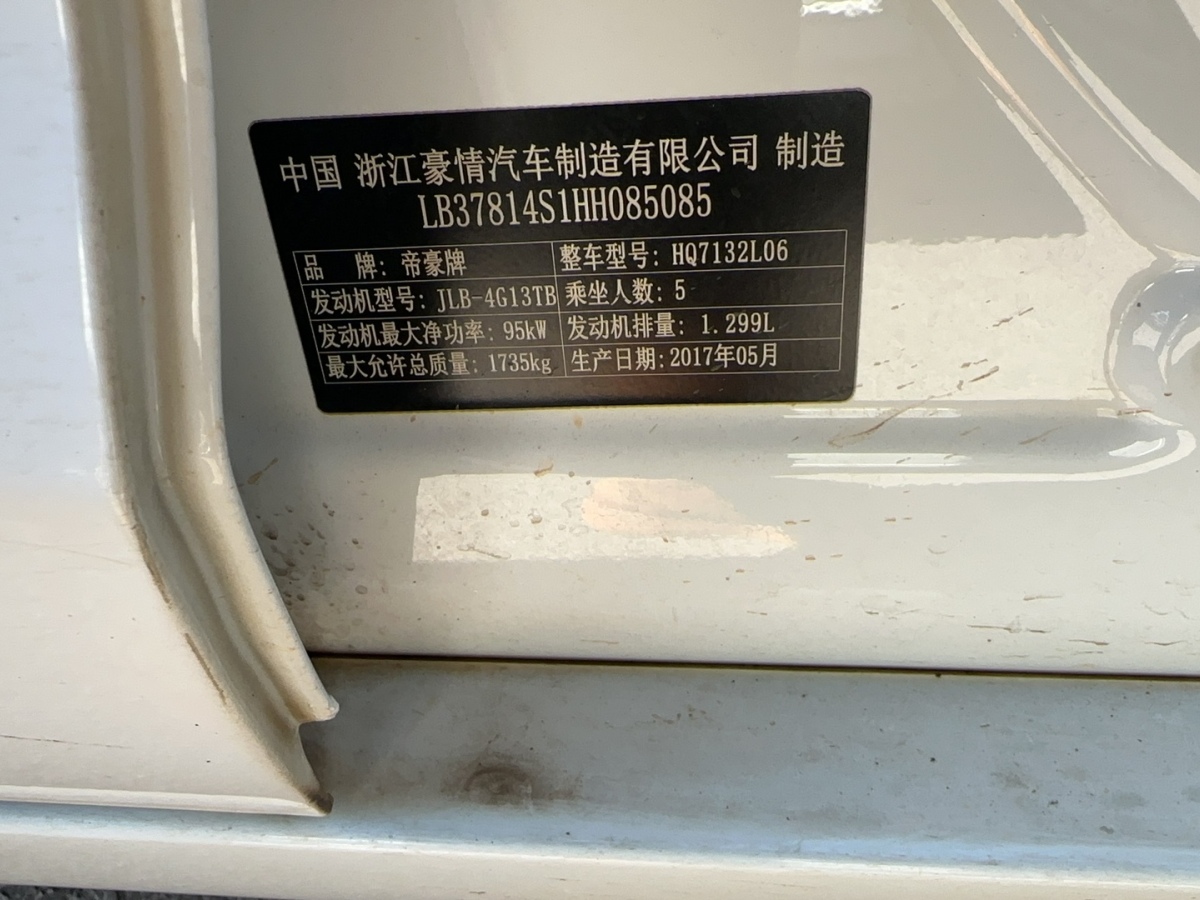 中国 浙江豪情汽车制造有限公司 制造
LB37814S1HH085085
品 牌: 帝豪牌 整车型号: HQ7132L06
发动机型号: JLB-4G13TB 乘坐人数: 5
发动机最大净功率: 95kW 发动机排量: 1.299L
最大允许总质量: 1735kg 生产日期: 2017年05月